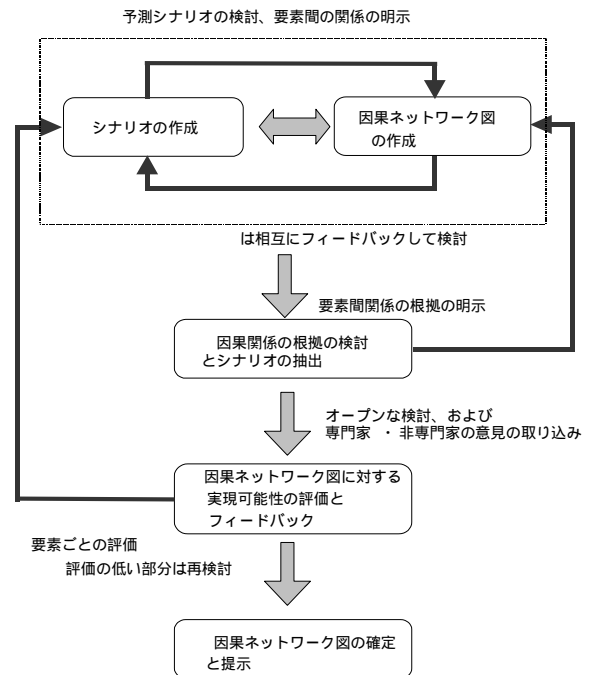 予測シナリオの検討、要素間の関係の明示
シナリオの作成
因果ネットワーク図
の作成
は相互にフィードバックして検討
要素間関係の根拠の明示
因果関係の根拠の検討
とシナリオの抽出
オープンな検討、および
専門家 ・非専門家の意見の取り込み
因果ネットワーク図に対する
実現可能性の評価と
フィードバック
要素ごとの評価
評価の低い部分は再検討
因果ネットワーク図の確定
と提示